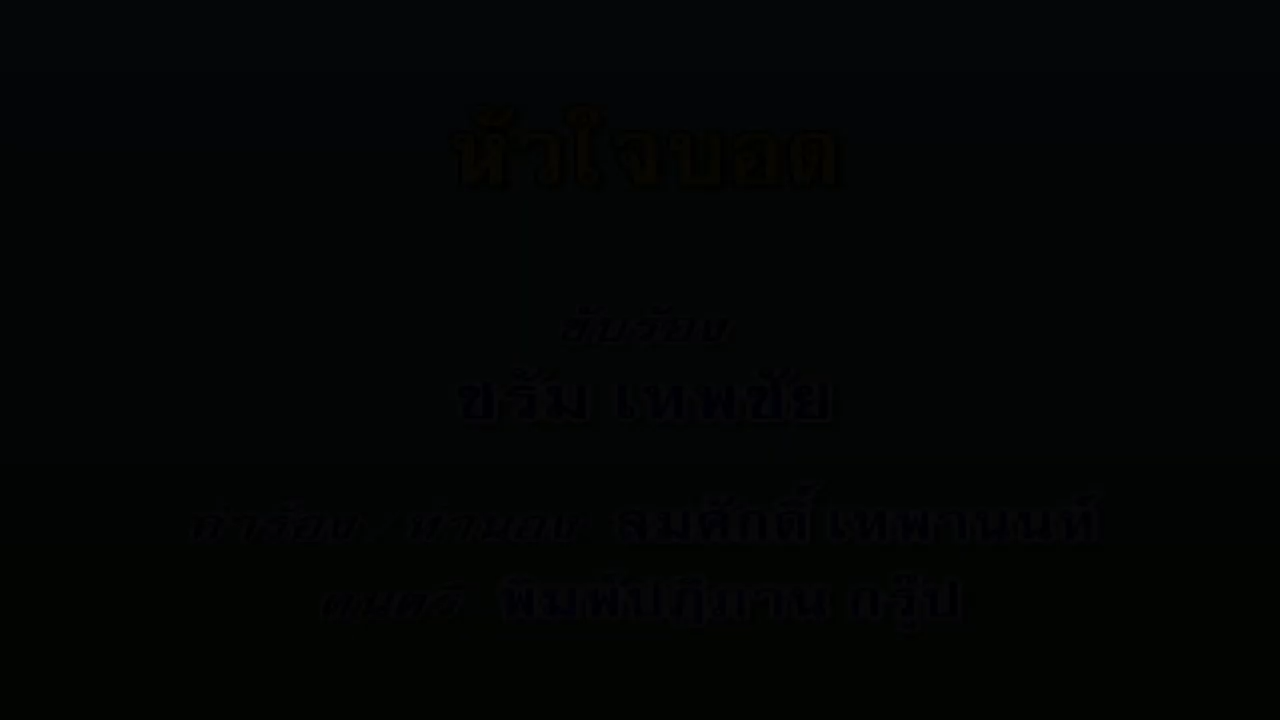 หัวใจบอด
ขับร้อง
ชรัมภ์ เทพชัย
คำร้อง ทำนอง ลมศักดิ์ เทพานนท์
ดนตรี พิมพ์ปฏิภาณ กรุ๊ป